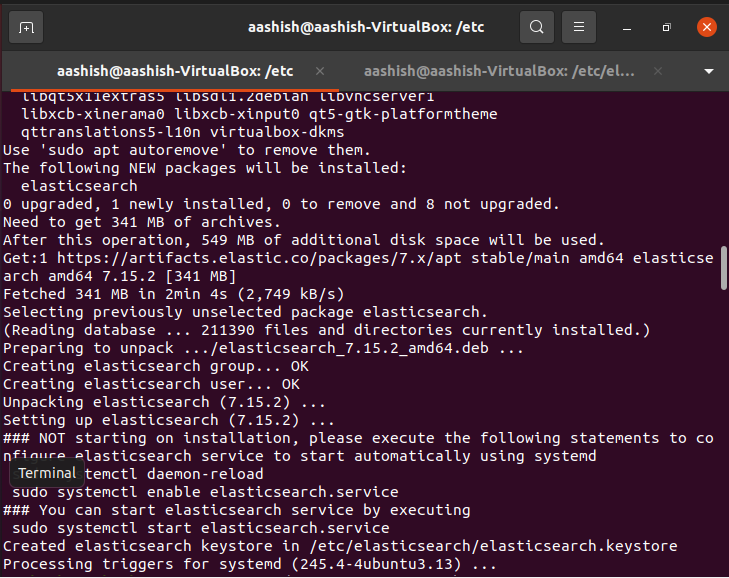 aashish@aashish-VirtualBox: /etc
aashish@aashish-VirtualBox: /etc
aashish@aashish-VirtualBox: /etc/el...
libqt5x11extras5 libsdl1.2debian libvncserver1
libxcb-xinerama0 libxcb-xinput0 qt5-gtk-platformtheme
qttranslations5-l10n virtualbox-dkms
Use 'sudo apt autoremove' to remove them.
The following NEW packages will be installed:
elasticsearch
0 upgraded, 1 newly installed, 0 to remove and 8 not upgraded.
Need to get 341 MB of archives.
After this operation, 549 MB of additional disk space will be used.
Get:1 https://artifacts.elastic.co/packages/7.x/apt stable/main amd64 elasticse
arch amd64 7.15.2 [341 MB]
Fetched 341 MB in 2min 4s (2,749 kB/s)
Selecting previously unselected package elasticsearch.
(Reading database ... 211390 files and directories currently installed.)
Preparing to unpack .../elasticsearch_7.15.2_amd64.deb ...
Creating elasticsearch group... OK
Creating elasticsearch user... OK
Unpacking elasticsearch (7.15.2) ...
Setting up elasticsearch (7.15.2) ...
### NOT starting on installation, please execute the following statements to co
nfigure elasticsearch service to start automatically using systemd
Terminal
temctl daemon-reload
sudo systemctl enable elasticsearch.service
### You can start elasticsearch service by executing
sudo systemctl start elasticsearch.service
Created elasticsearch keystore in /etc/elasticsearch/elasticsearch.keystore
Processing triggers for systemd (245.4-4ubuntu3.13) ...